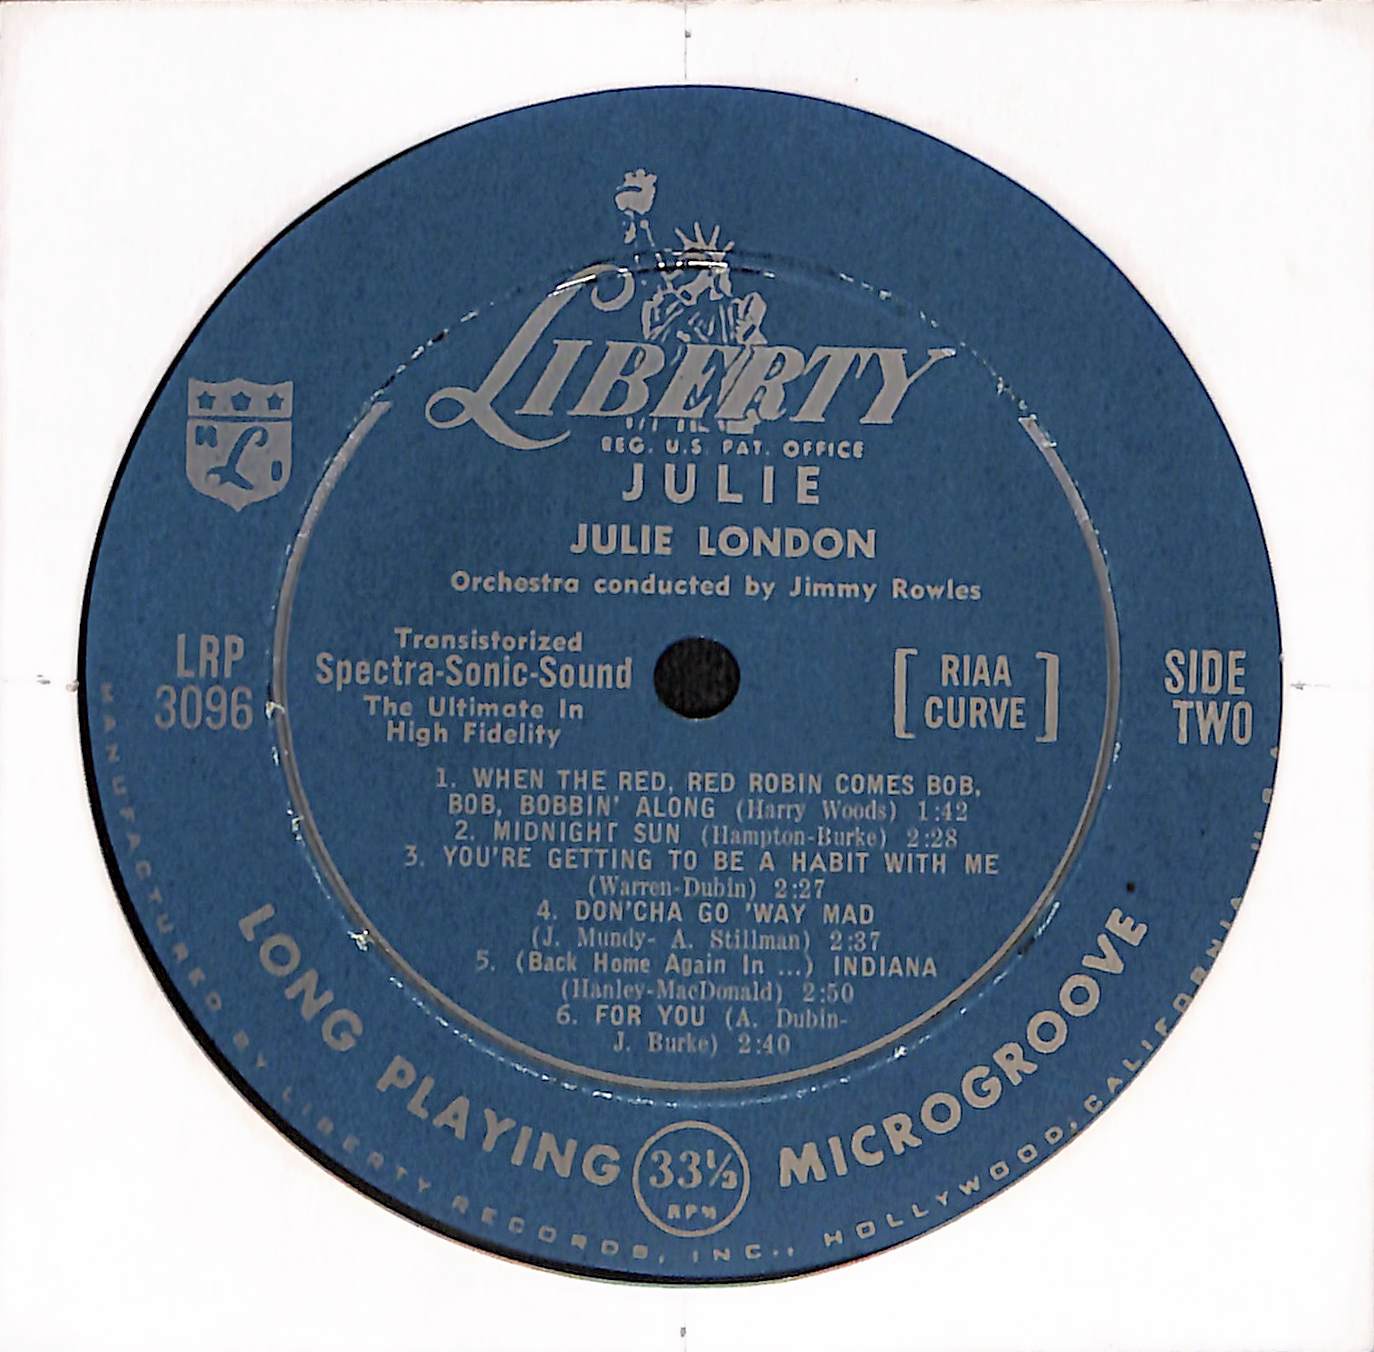 LIBERTY
REG. U.S. PAT. OFFICE
JULIE
JULIE LONDON
Orchestra conducted by Jimmy Rowles
Transistorized
Spectra-Sonic-Sound
The Ultimate In
High Fidelity
LRP
3096
[RIAA
CURVE]
SIDE
TWO
1. WHEN THE RED, RED ROBIN COMES BOB,
BOB, BOBBIN' ALONG (Harry Woods) 1:42
2. MIDNIGHT SUN (Hampton-Burke) 2:28
3. YOU'RE GETTING TO BE A HABIT WITH ME
(Warren-Dubin) 2:27
4. DON'CHA GO 'WAY MAD
(J. Mundy- A. Stillman) 2:37
5. (Back Home Again In ...) INDIANA
(Hanley-MacDonald) 2:50
6. FOR YOU (A. Dubin-
J. Burke) 2:40
LONG PLAYING 33⅓ RPM MICROGROOVE
MANUFACTURED BY LIBERTY RECORDS, INC., HOLLYWOOD, CALIFORNIA